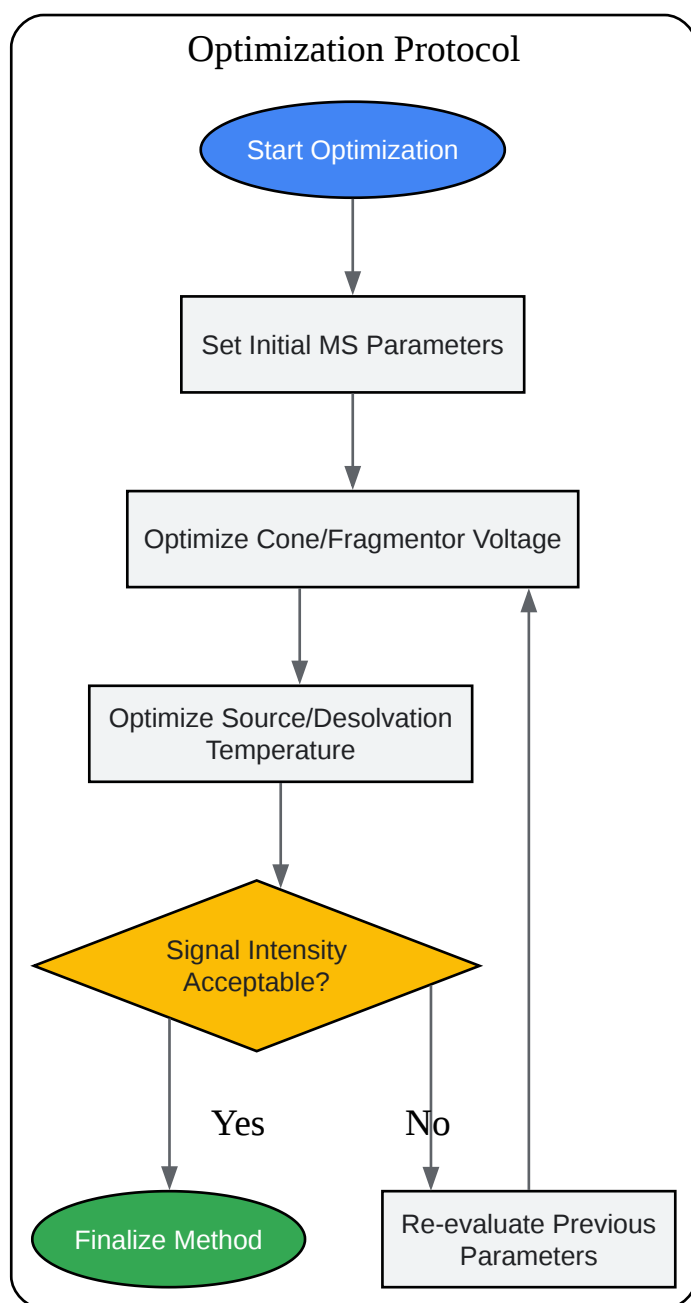 Optimization Protocol
Start Optimization
Set Initial MS Parameters
Optimize Cone/Fragmentor Voltage
Optimize Source/Desolvation
Temperature
Signal Intensity
Acceptable?
Yes
No
Finalize Method
Re-evaluate Previous
Parameters